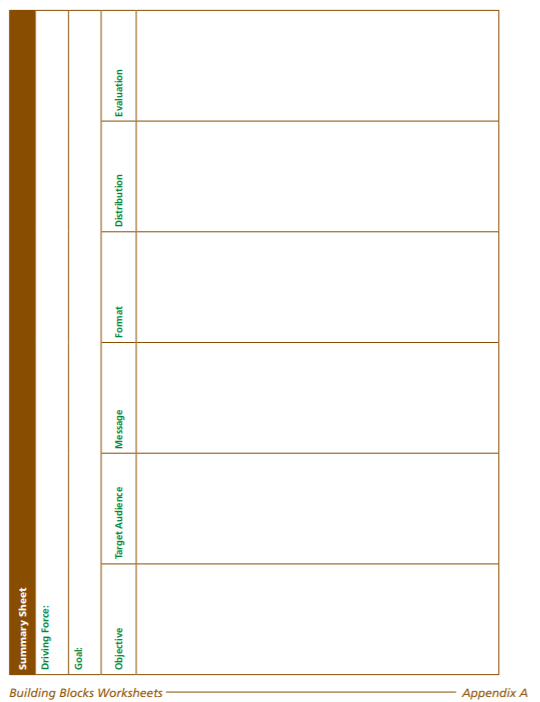 Summary Sheet
Driving Force:
Goal:
Objective
Target Audience
Message
Format
Distribution
Evaluation
Building Blocks Worksheets
Appendix A